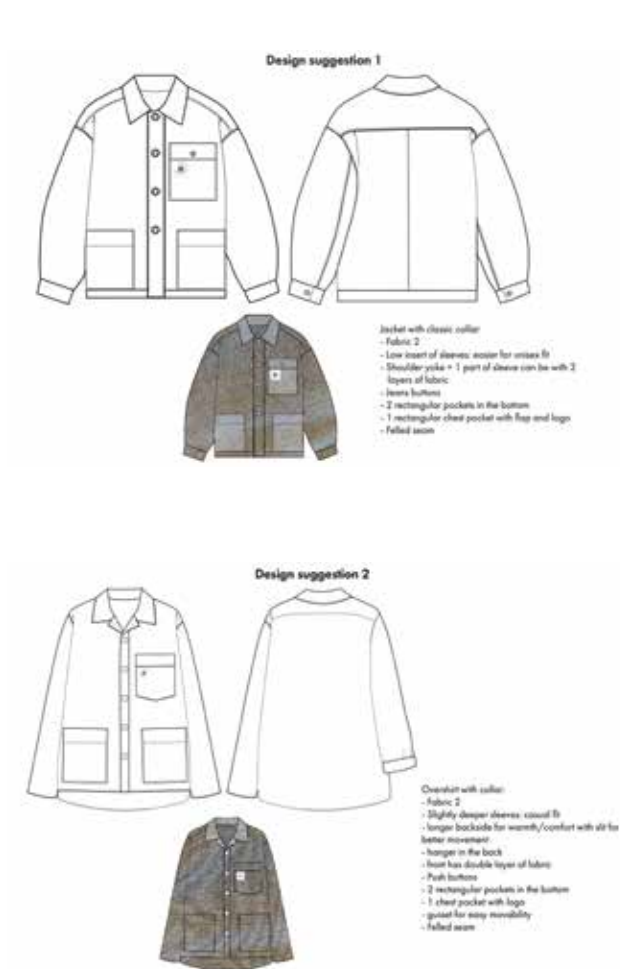 Design suggestion 1
Jacket with classic collar
- Fabric 2
- Low insert of sleeves: easier for unisex fit
- Shoulder yoke + 1 part of sleeve can be with 2
layers of fabric
- Jeans buttons
- 2 rectangular pockets in the bottom
- 1 rectangular chest pocket with flap and logo
- Felled seam
Design suggestion 2
Overshirt with collar:
- Fabric 2
- Slightly deeper sleeves: casual fit
- longer backside for warmth/comfort with slit for
better movement
- hanger in the back
- front has double layer of fabric
- Push buttons
- 2 rectangular pockets in the bottom
- 1 chest pocket with logo
- gusset for easy movability
- Felled seam